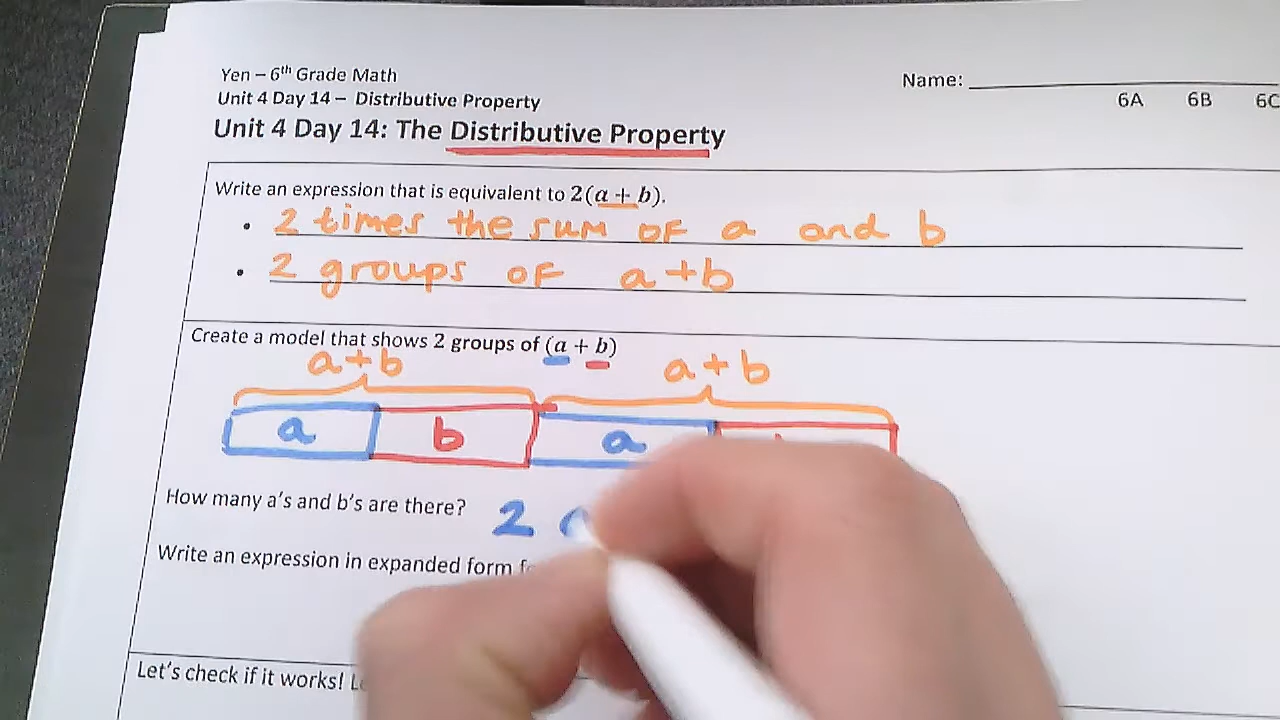 Yen – 6th Grade Math
Name:
Unit 4 Day 14 – Distributive Property
6A 6B 6C
Unit 4 Day 14: The Distributive Property
Write an expression that is equivalent to 2(a + b).
• 2 times the sum of a and b
• 2 groups of a+b
Create a model that shows 2 groups of (a + b)
a+b a+b
a b a
How many a's and b's are there? 2
Write an expression in expanded form
Let's check if it works!